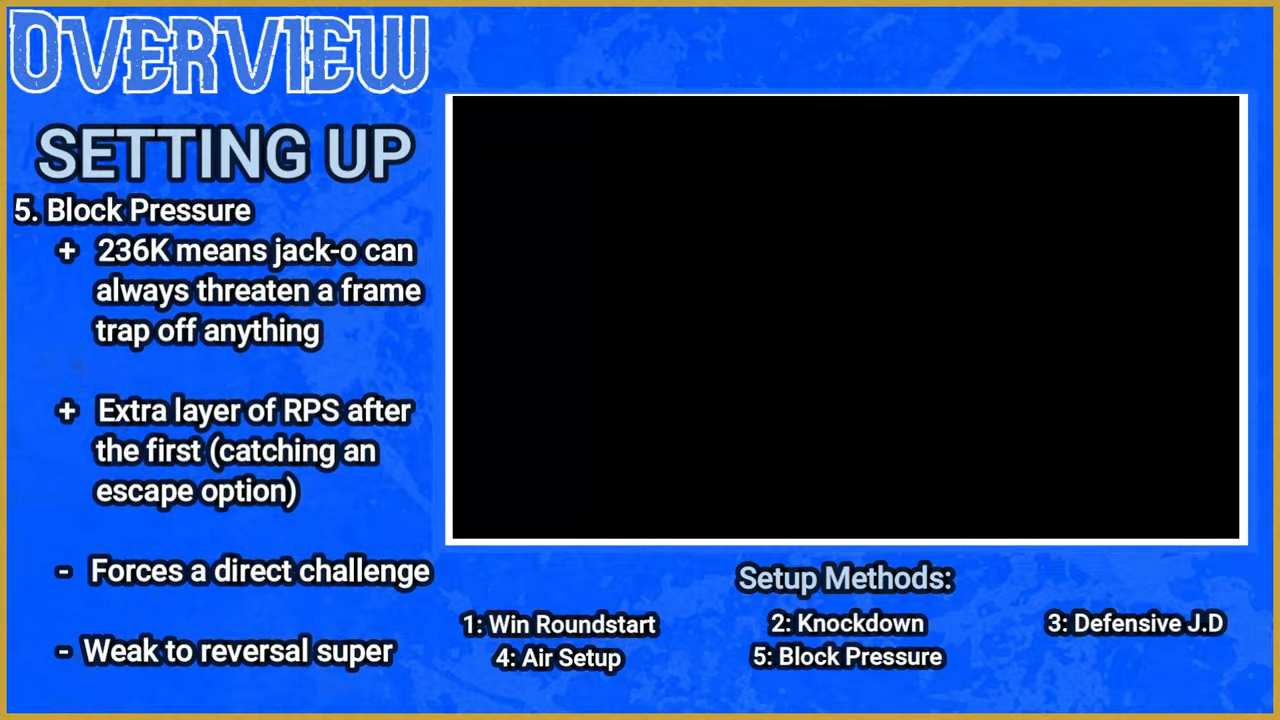 OVERVIEW
SETTING UP
5. Block Pressure
+ 236K means jack-o can
always threaten a frame
trap off anything
+ Extra layer of RPS after
the first (catching an
escape option)
- Forces a direct challenge
- Weak to reversal super
Setup Methods:
1: Win Roundstart
2: Knockdown
3: Defensive J.D
4: Air Setup
5: Block Pressure